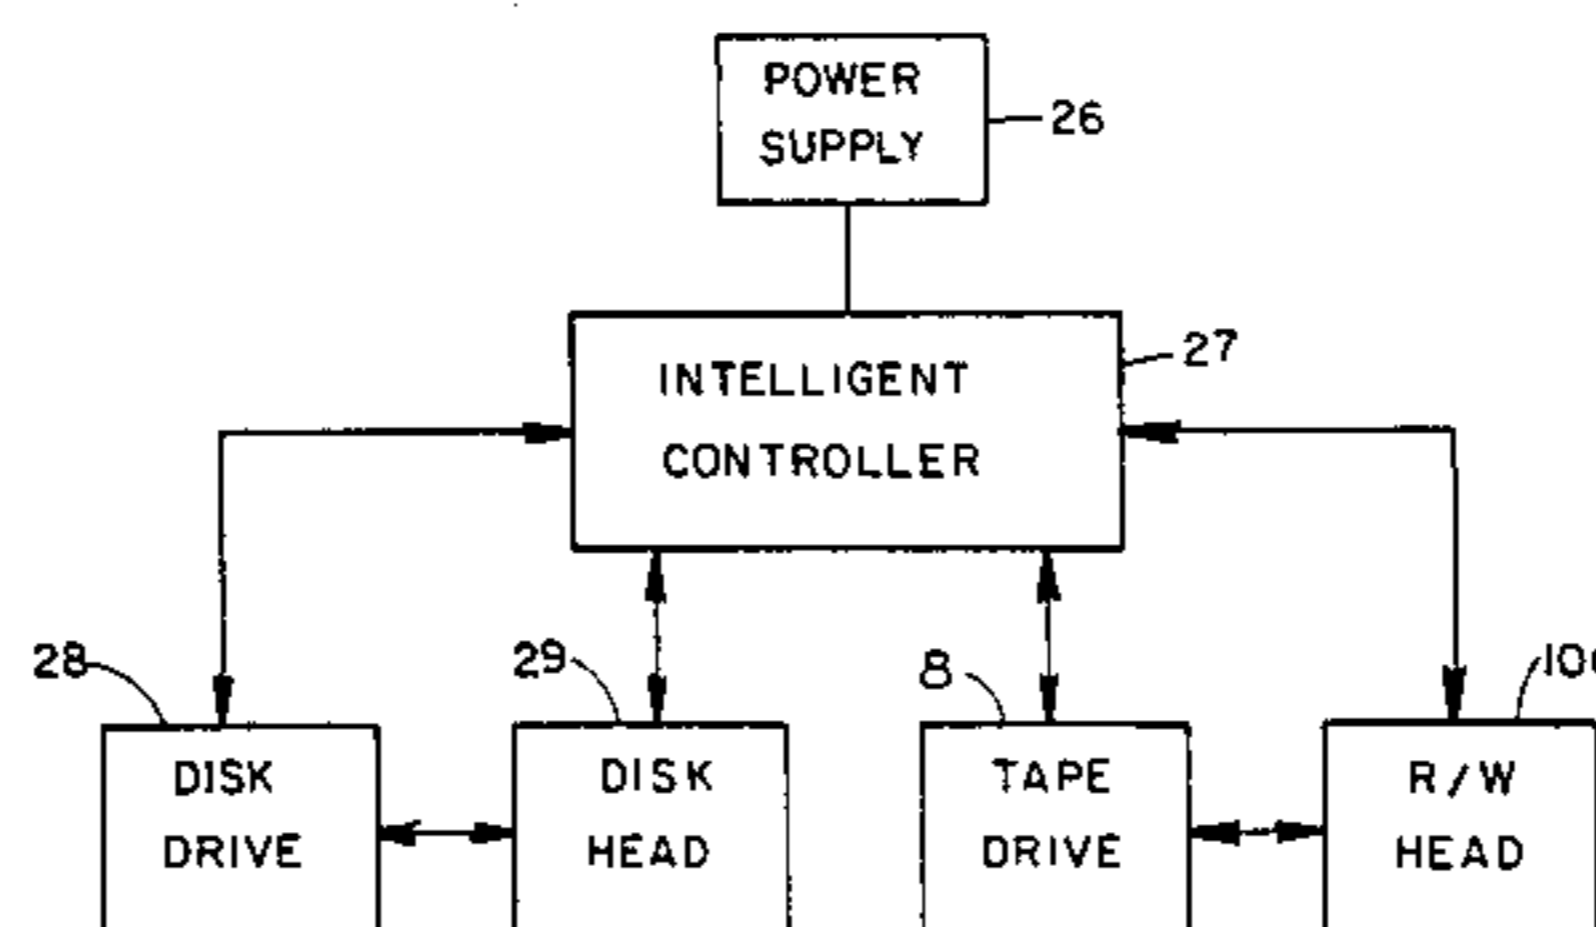 POWER
SUPPLY
26
INTELLIGENT
CONTROLLER
27
28
29
8
DISK
DRIVE
DISK
HEAD
TAPE
DRIVE
R/W
HEAD